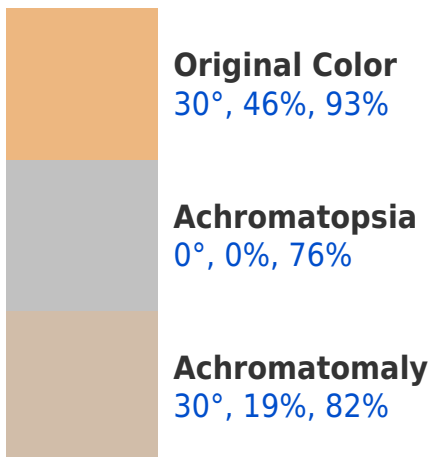 Original Color
30°, 46%, 93%
Achromatopsia
0°, 0%, 76%
Achromatomaly
30°, 19%, 82%